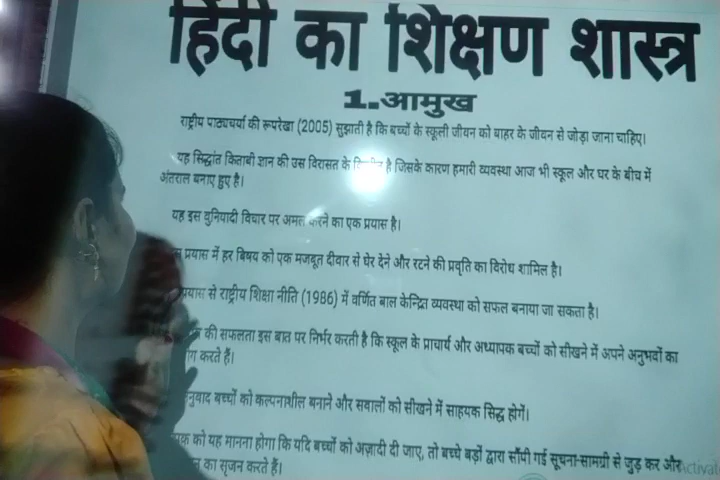 हिंदी का शिक्षण शास्त्र
1.आमुख
राष्ट्रीय पाठ्यचर्या की रूपरेखा (2005) सुझाती है कि बच्चों के स्कूली जीवन को बाहर के जीवन से जोड़ा जाना चाहिए।
यह सिद्धांत किताबी ज्ञान की उस विरासत के है जिसके कारण हमारी व्यवस्था आज भी स्कूल और घर के बीच में
अंतराल बनाए हुए है।
यह इस बुनियादी विचार पर अमल करने का एक प्रयास है।
प्रयास में हर बिषय को एक मजबूत दीवार से घेर देने और रटने की प्रवृति का विरोध शामिल है।
प्रयास से राष्ट्रीय शिक्षा नीति (1986) में वर्णित बाल केन्द्रित व्यवस्था को सफल बनाया जा सकता है।
की सफलता इस बात पर निर्भर करती है कि स्कूल के प्राचार्य और अध्यापक बच्चों को सीखने में अपने अनुभवों का
करते हैं।
बच्चों को कल्पनाशील बनाने और सवालों को सीखने में साहयक सिद्ध होगें।
को यह मानना होगा कि यदि बच्चों को अज़ादी दी जाए, तो बच्चे बड़ों द्वारा सौंपी गई सूचना-सामग्री से जुड़ कर और
का सृजन करते हैं।